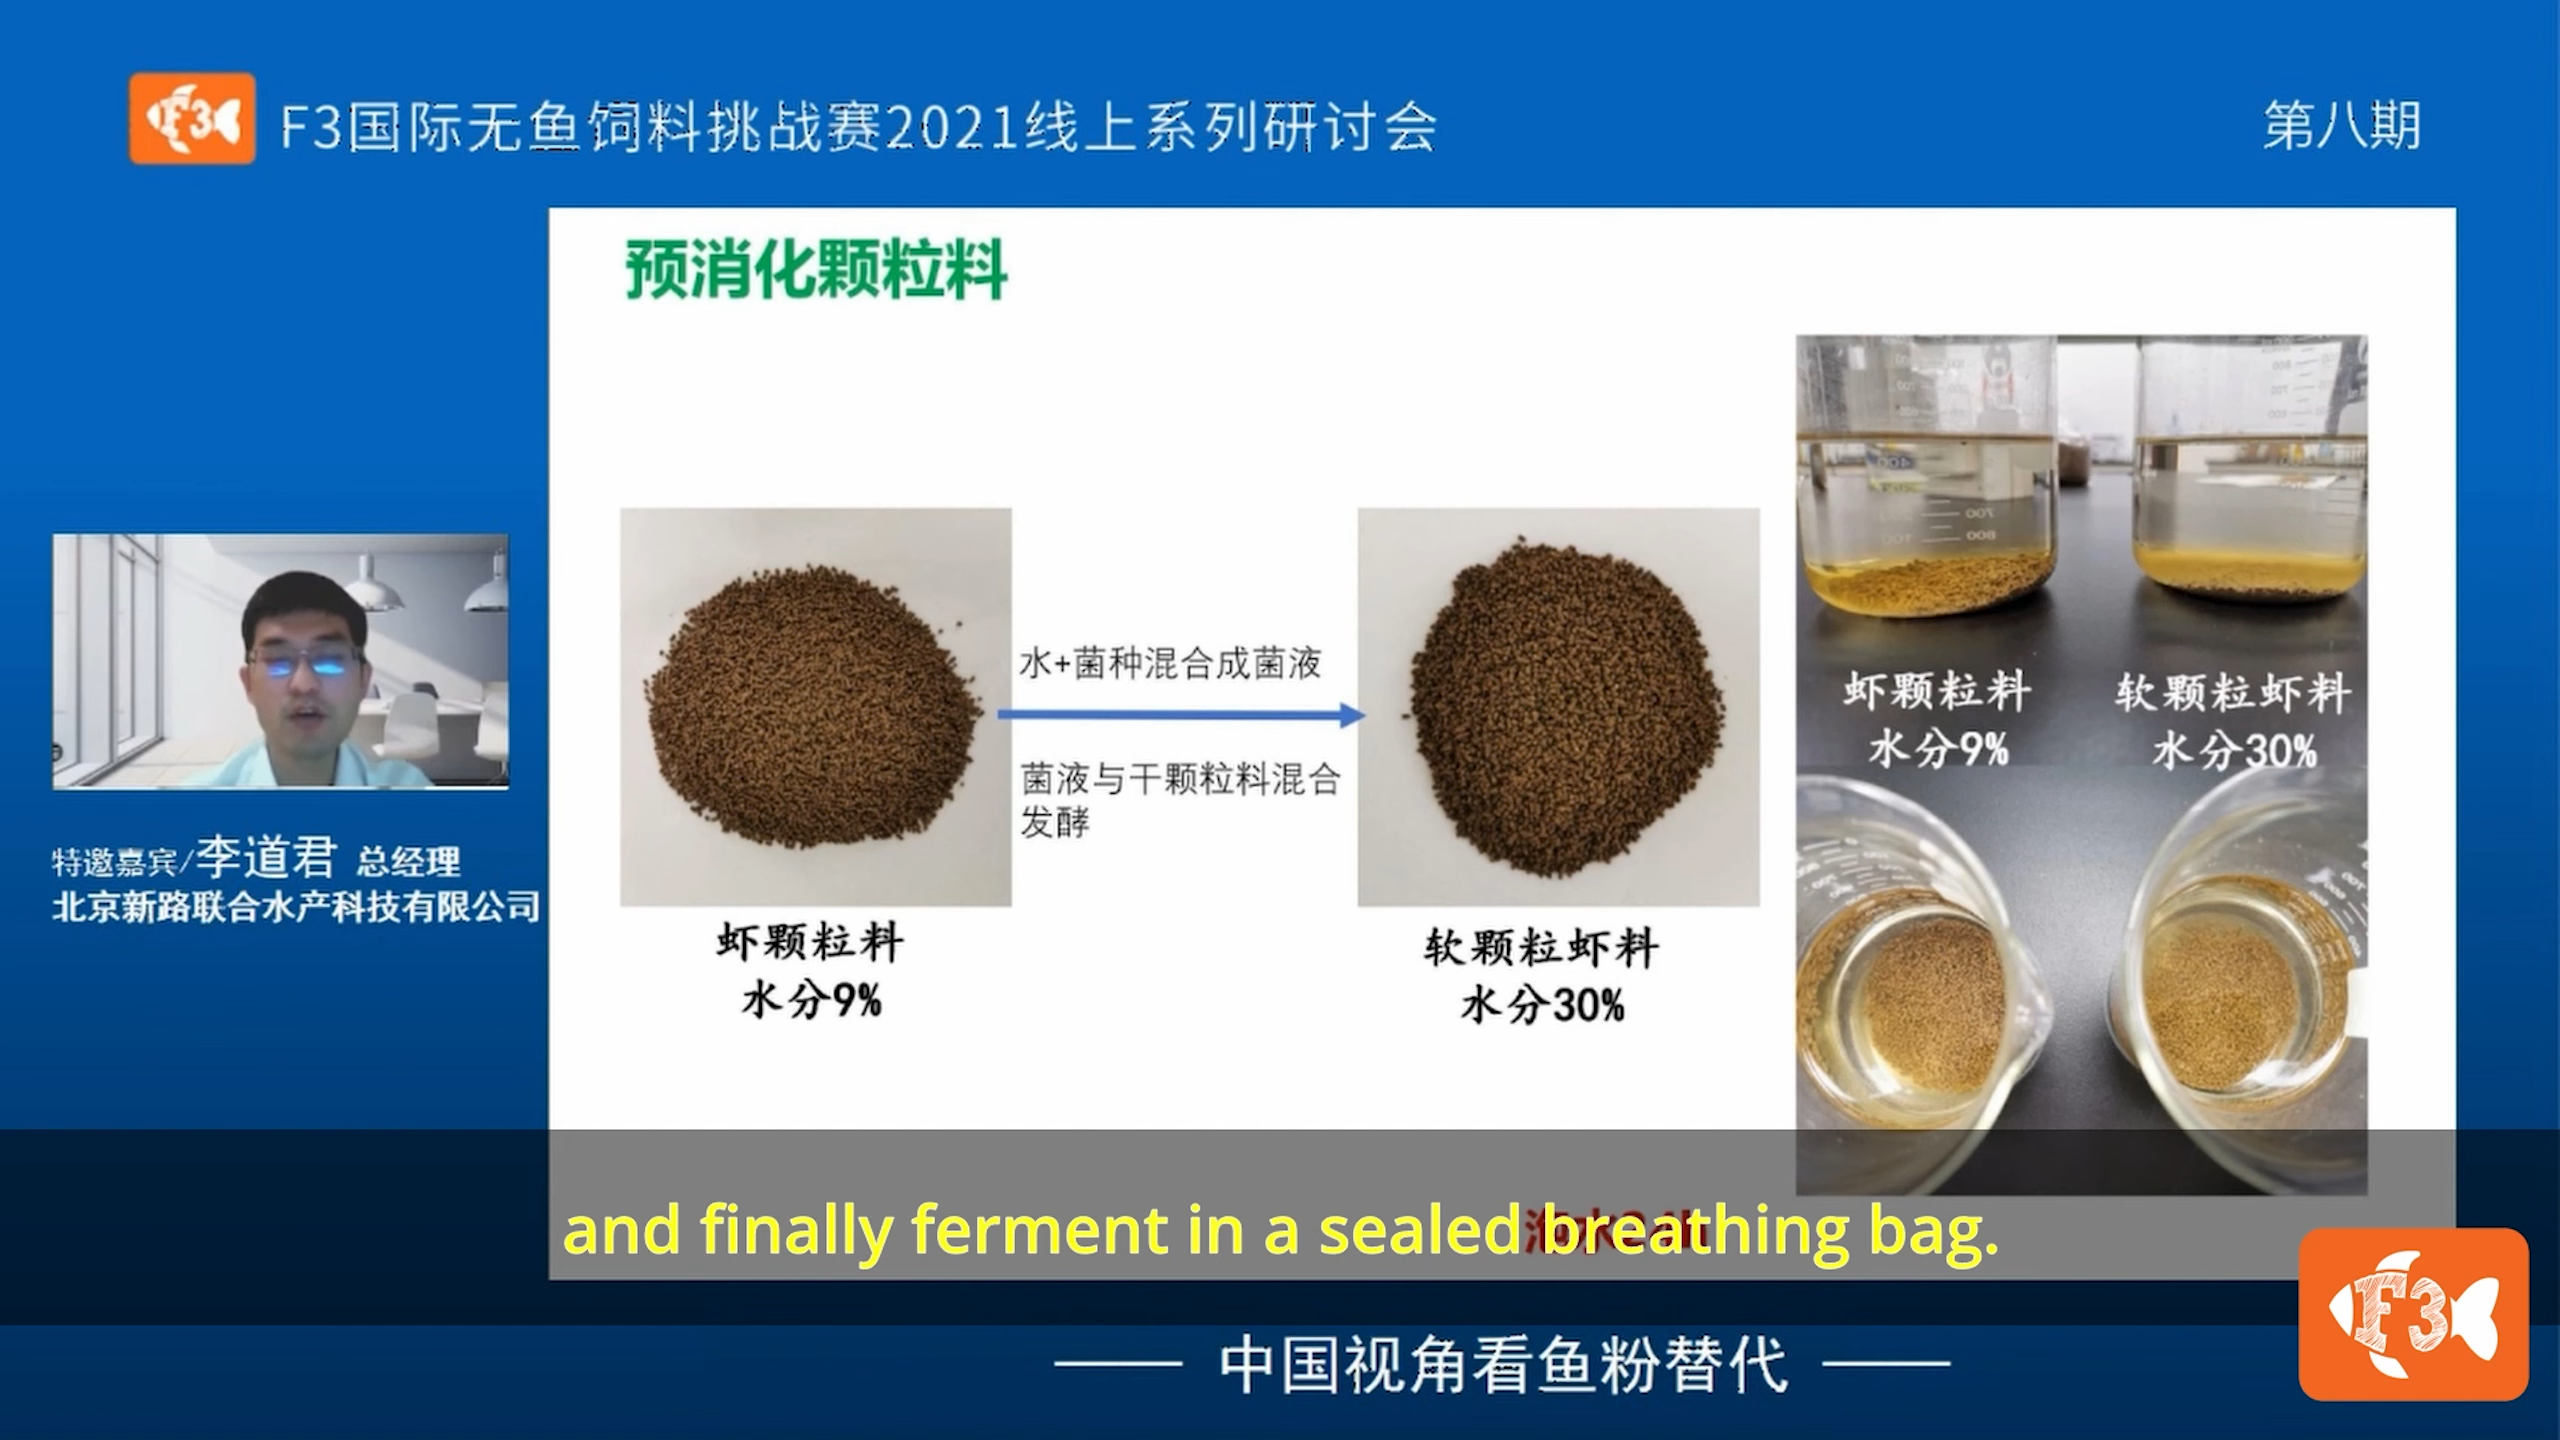 F3
F3国际无鱼饲料挑战赛2021线上系列研讨会
第八期
预消化颗粒料
水+菌种混合成菌液
菌液与干颗粒料混合
发酵
虾颗粒料
水分9%
软颗粒虾料
水分30%
虾颗粒料
水分9%
软颗粒虾料
水分30%
特邀嘉宾/李道君 总经理
北京新路联合水产科技有限公司
and finally ferment in a sealed breathing bag.
中国视角看鱼粉替代
F3